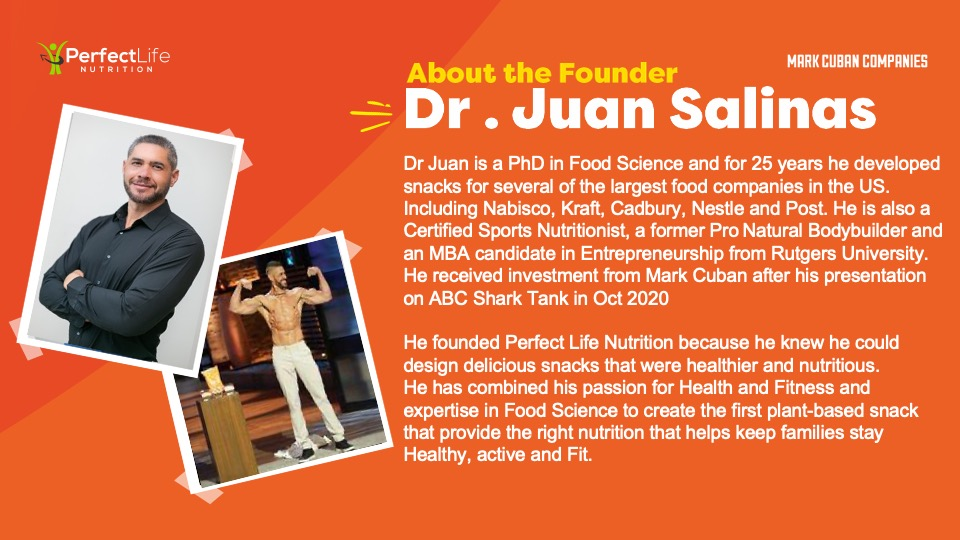 PerfectLife
NUTRITION
MARK CUBAN COMPANIES
About the Founder
Dr . Juan Salinas
Dr Juan is a PhD in Food Science and for 25 years he developed
snacks for several of the largest food companies in the US.
Including Nabisco, Kraft, Cadbury, Nestle and Post. He is also a
Certified Sports Nutritionist, a former Pro Natural Bodybuilder and
an MBA candidate in Entrepreneurship from Rutgers University.
He received investment from Mark Cuban after his presentation
on ABC Shark Tank in Oct 2020
He founded Perfect Life Nutrition because he knew he could
design delicious snacks that were healthier and nutritious.
He has combined his passion for Health and Fitness and
expertise in Food Science to create the first plant-based snack
that provide the right nutrition that helps keep families stay
Healthy, active and Fit.